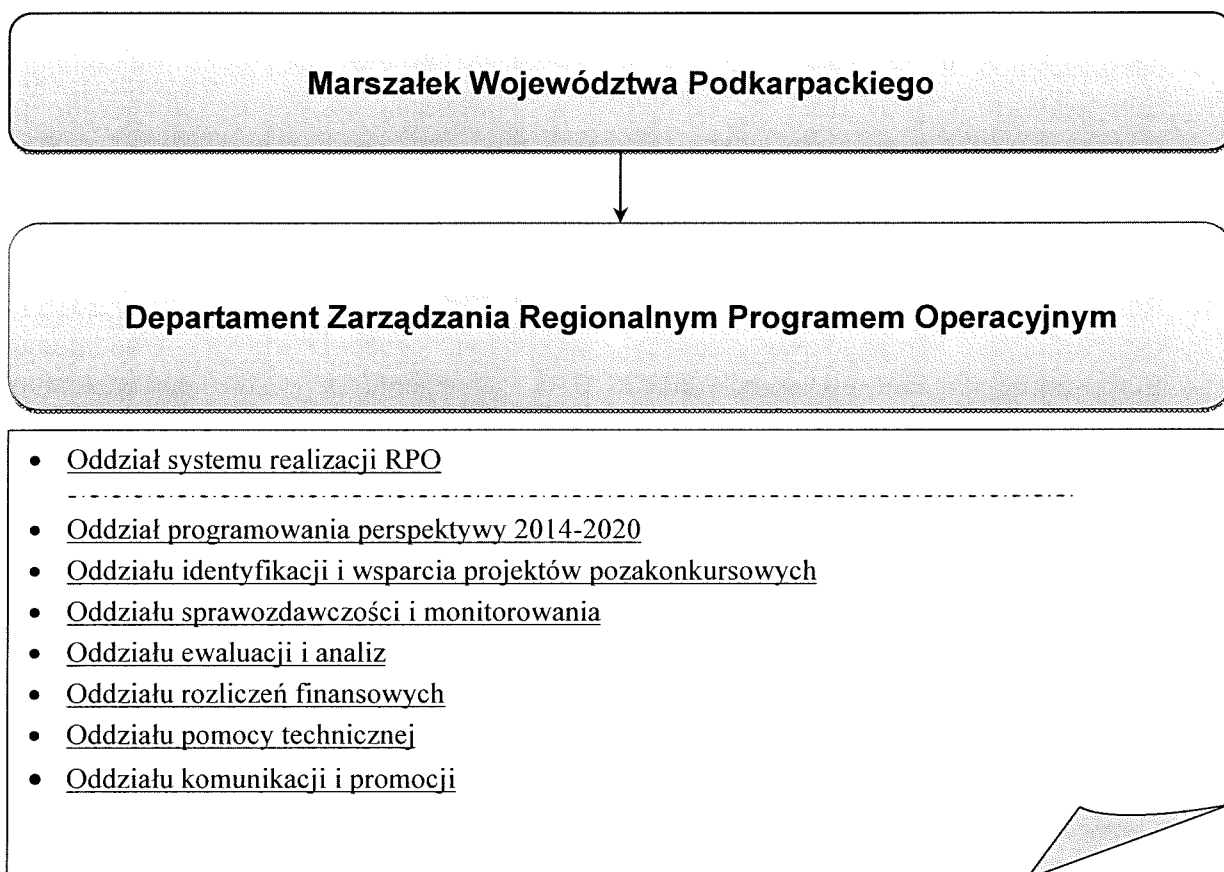 Marszałek Województwa Podkarpackiego
Departament Zarządzania Regionalnym Programem Operacyjnym
• Oddział systemu realizacji RPO
• Oddział programowania perspektywy 2014-2020
• Oddziału identyfikacji i wsparcia projektów pozakonkursowych
• Oddziału sprawozdawczości i monitorowania
• Oddziału ewaluacji i analiz
• Oddziału rozliczeń finansowych
• Oddziału pomocy technicznej
• Oddziału komunikacji i promocji